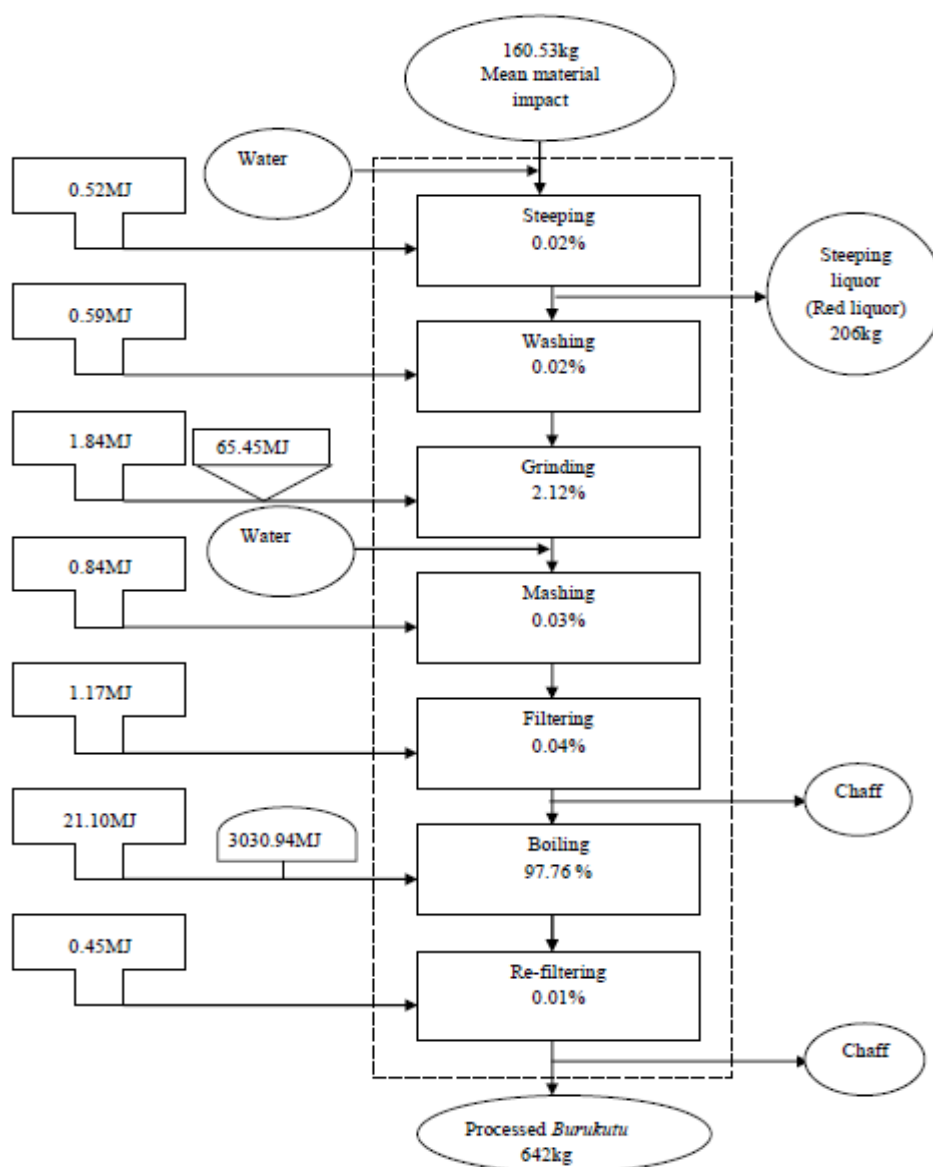 160.53kg
Mean material
impact
Water
0.52MJ
Steeping
0.02%
Steeping
liquor
(Red liquor)
206kg
0.59MJ
Washing
0.02%
1.84MJ
65.45MJ
Grinding
2.12%
Water
0.84MJ
Mashing
0.03%
1.17MJ
Filtering
0.04%
Chaff
21.10MJ
3030.94MJ
Boiling
97.76 %
0.45MJ
Re-filtering
0.01%
Chaff
Processed Burukutu
642kg